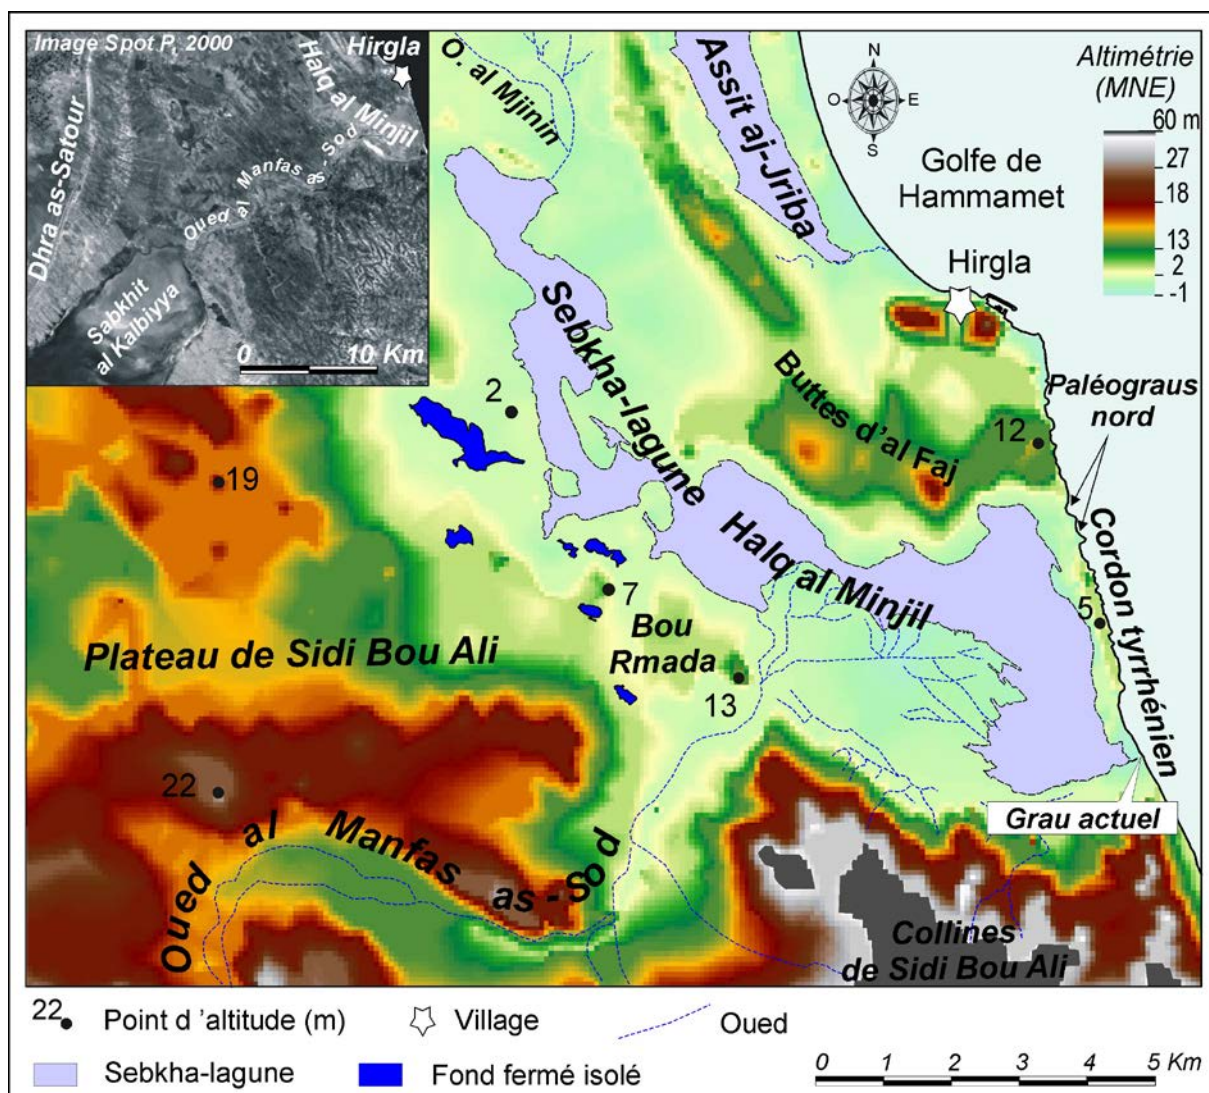 Image Spot P, 2000
Hirgla
Halq al Minjil
Dhra as-Satour
Oued al Manfas as-Sod
Sabkhit
al Kalbiyya
0 10 Km
O. al Mjinin
Assit aj-Jriba
N
O E
S
Golfe de
Hammamet
Altimétrie
(MNE)
60 m
27
18
13
2
-1
Hirgla
Sebkha-lagune Halq al Minjil
Buttes d'al Faj
Paléograus
nord
2
12
19
7
5
Bou
Rmada
13
Cordon tyrrhénien
Plateau de Sidi Bou Ali
22
Grau actuel
Oued al Manfas as-Sod
Collines
de Sidi Bou Ali
22 Point d 'altitude (m)
Village
Oued
Sebkha-lagune
Fond fermé isolé
0 1 2 3 4 5 Km